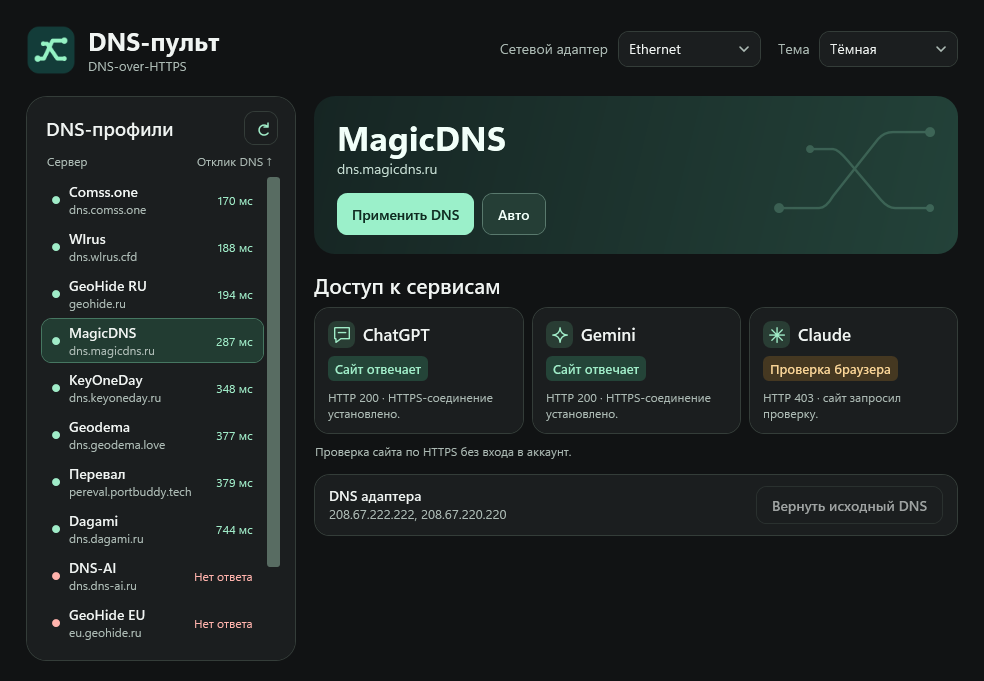 DNS-пульт
DNS-over-HTTPS
Сетевой адаптер
Ethernet
Тема
Тёмная
DNS-профили
Сервер
Отклик DNS ↑
Comss.one
dns.comss.one
170 мс
Wlrus
dns.wlrus.cfd
188 мс
GeoHide RU
geohide.ru
194 мс
MagicDNS
dns.magicdns.ru
287 мс
KeyOneDay
dns.keyoneday.ru
348 мс
Geodema
dns.geodema.love
377 мс
Перевал
pereval.portbuddy.tech
379 мс
Dagami
dns.dagami.ru
744 мс
DNS-AI
dns.dns-ai.ru
Нет ответа
GeoHide EU
eu.geohide.ru
Нет ответа
MagicDNS
dns.magicdns.ru
Применить DNS
Авто
Доступ к сервисам
ChatGPT
Сайт отвечает
HTTP 200 · HTTPS-соединение
установлено.
Gemini
Сайт отвечает
HTTP 200 · HTTPS-соединение
установлено.
Claude
Проверка браузера
HTTP 403 · сайт запросил
проверку.
Проверка сайта по HTTPS без входа в аккаунт.
DNS адаптера
208.67.222.222, 208.67.220.220
Вернуть исходный DNS